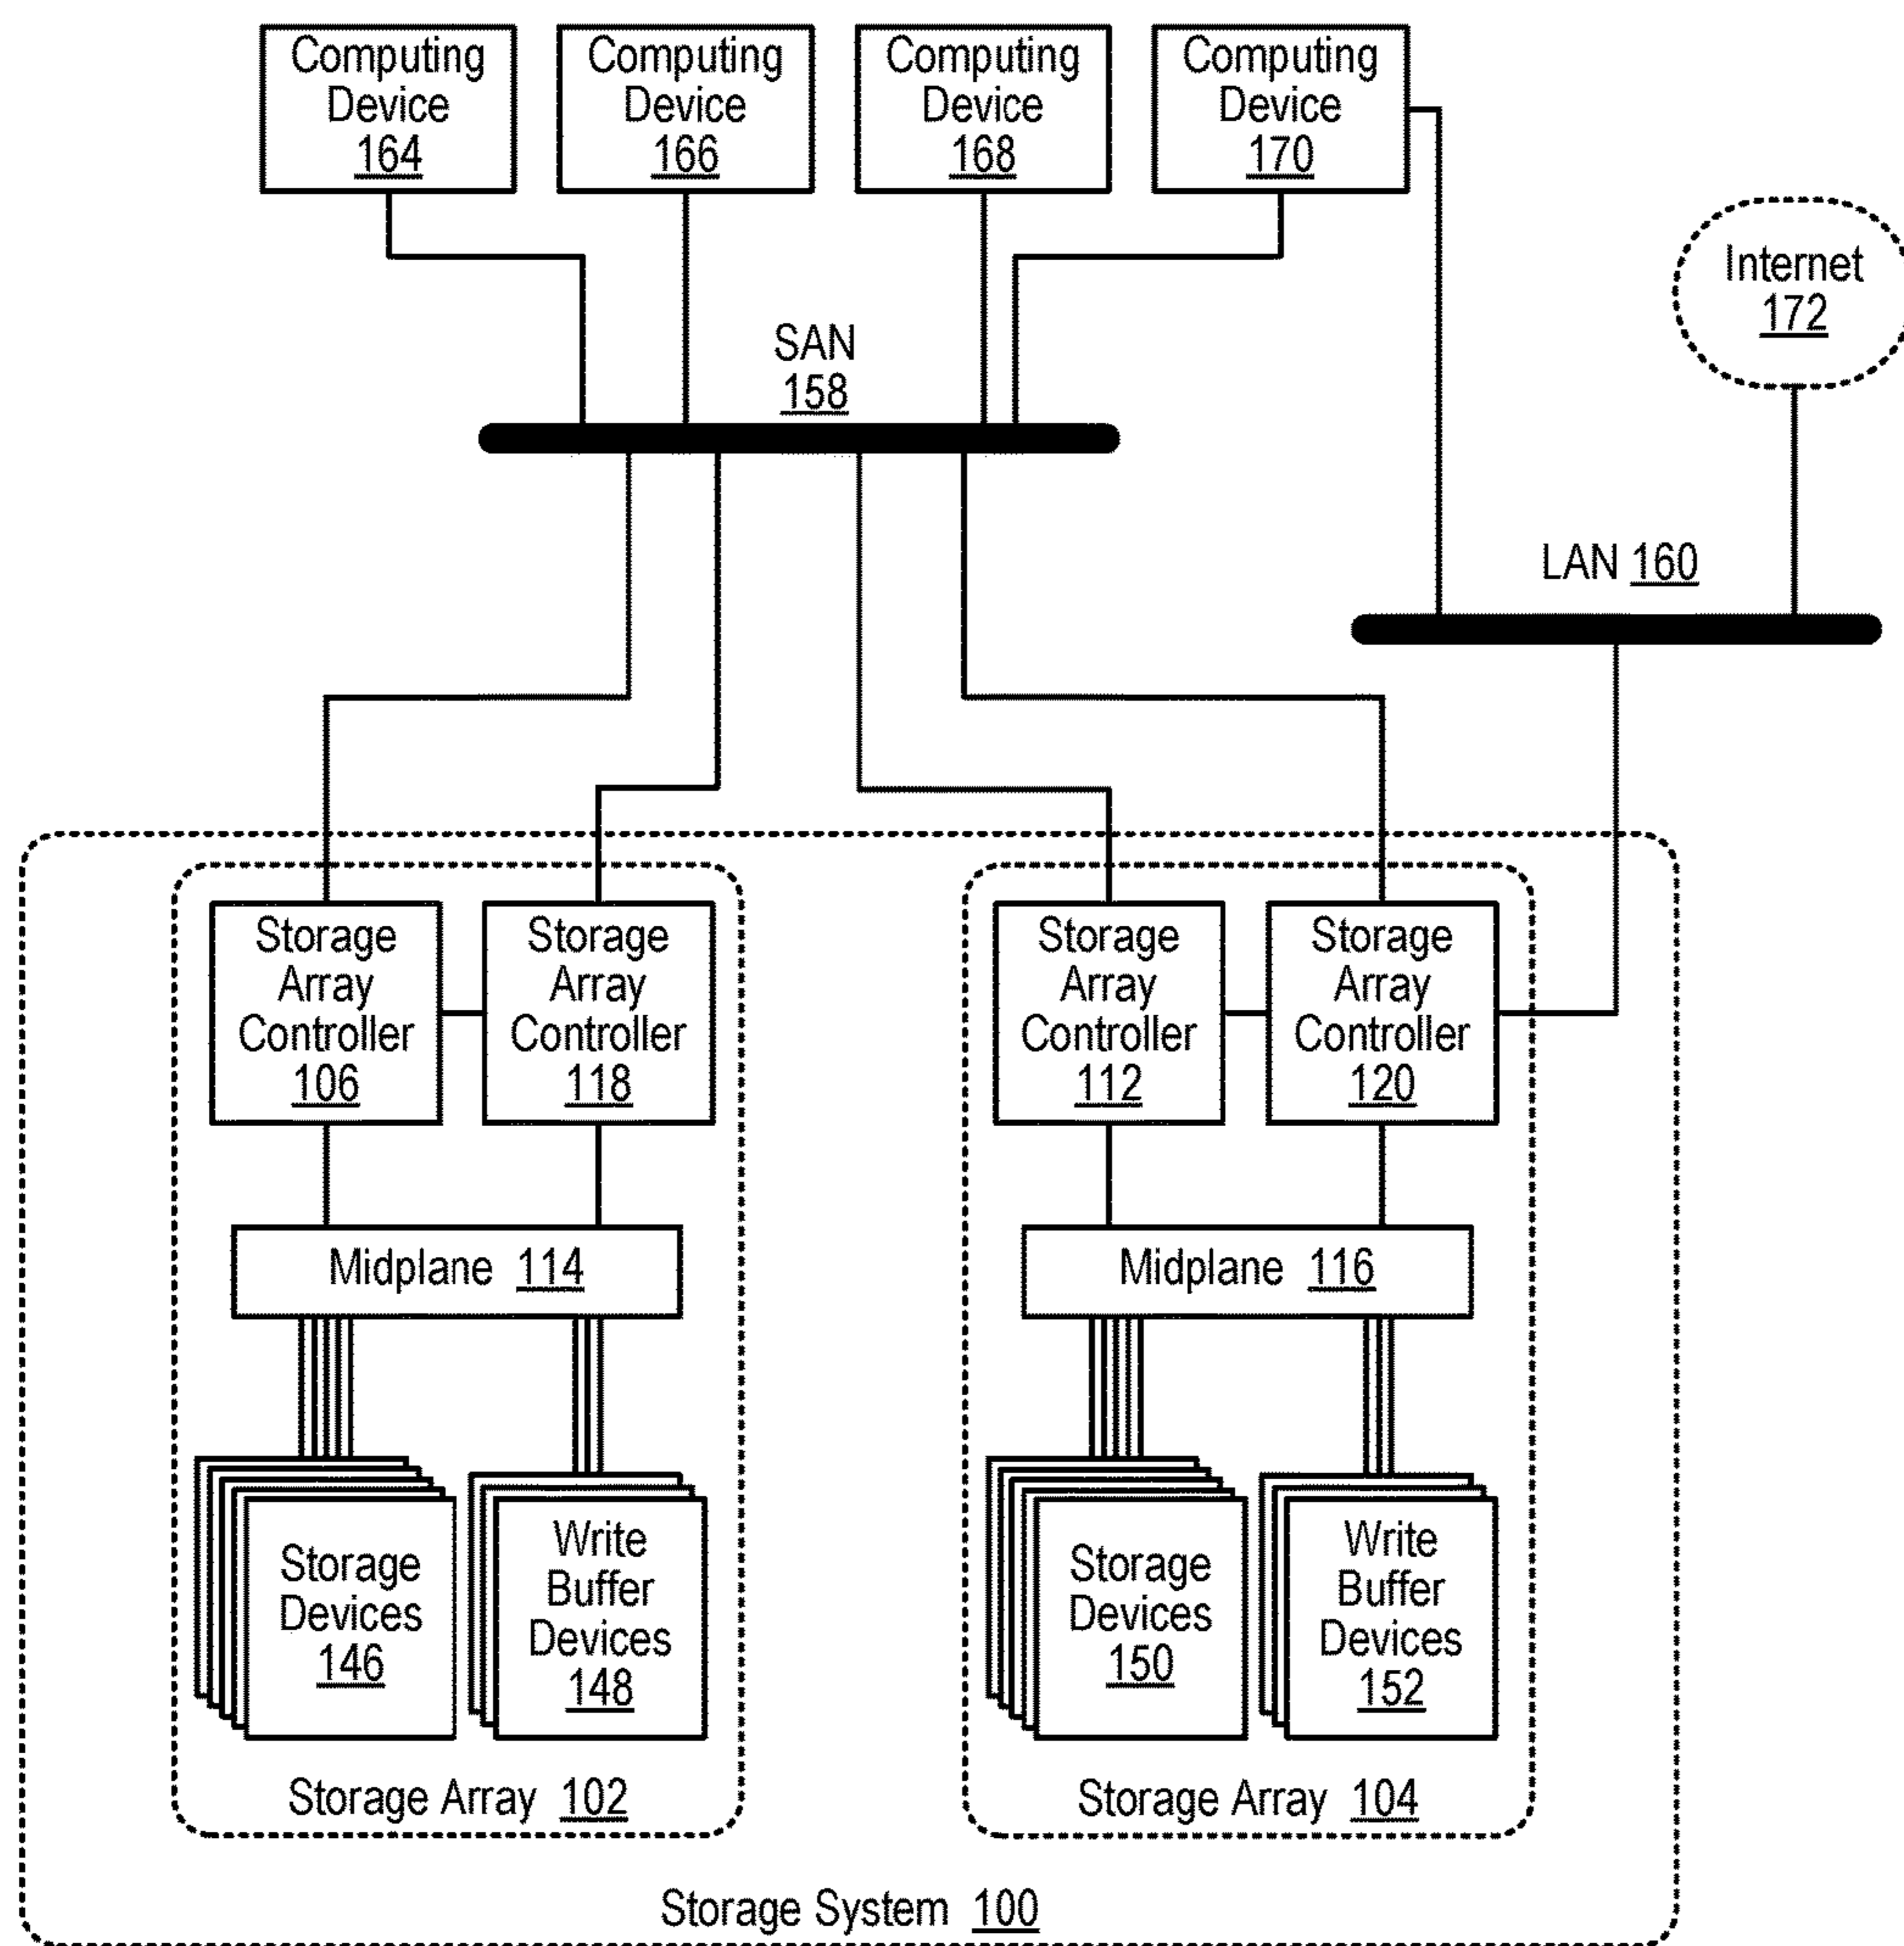 Computing
Device
164
Computing
Device
166
Computing
Device
168
Computing
Device
170
Internet
172
SAN
158
LAN 160
Storage
Array
Controller
106
Storage
Array
Controller
118
Storage
Array
Controller
112
Storage
Array
Controller
120
Midplane 114
Midplane 116
Storage
Devices
146
Write
Buffer
Devices
148
Storage
Devices
150
Write
Buffer
Devices
152
Storage Array 102
Storage Array 104
Storage System 100